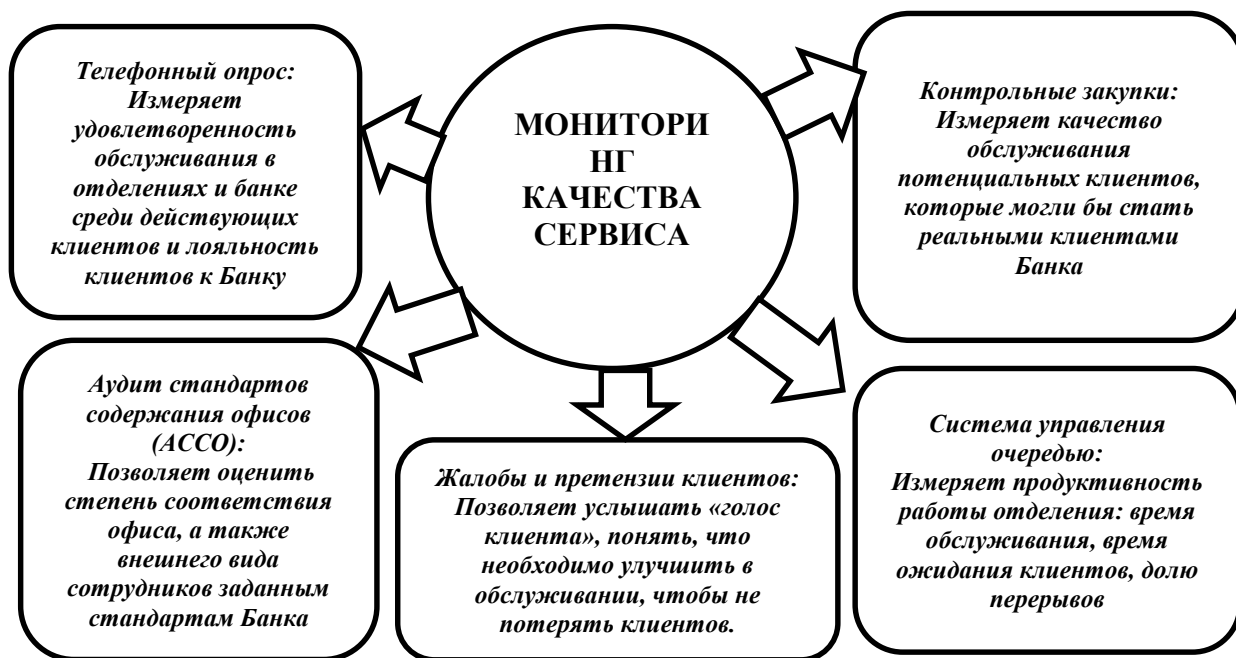 Телефонный опрос:
Измеряет
удовлетворенность
обслуживания в
отделениях и банке
среди действующих
клиентов и лояльность
клиентов к Банку
МОНИТОРИ
НГ
КАЧЕСТВА
СЕРВИСА
Контрольные закупки:
Измеряет качество
обслуживания
потенциальных клиентов,
которые могли бы стать
реальными клиентами
Банка
Аудит стандартов
содержания офисов
(АССО):
Позволяет оценить
степень соответствия
офиса, а также
внешнего вида
сотрудников заданным
стандартам Банка
Жалобы и претензии клиентов:
Позволяет услышать «голос
клиента», понять, что
необходимо улучшить в
обслуживании, чтобы не
потерять клиентов.
Система управления
очередью:
Измеряет продуктивность
работы отделения: время
обслуживания, время
ожидания клиентов, долю
перерывов